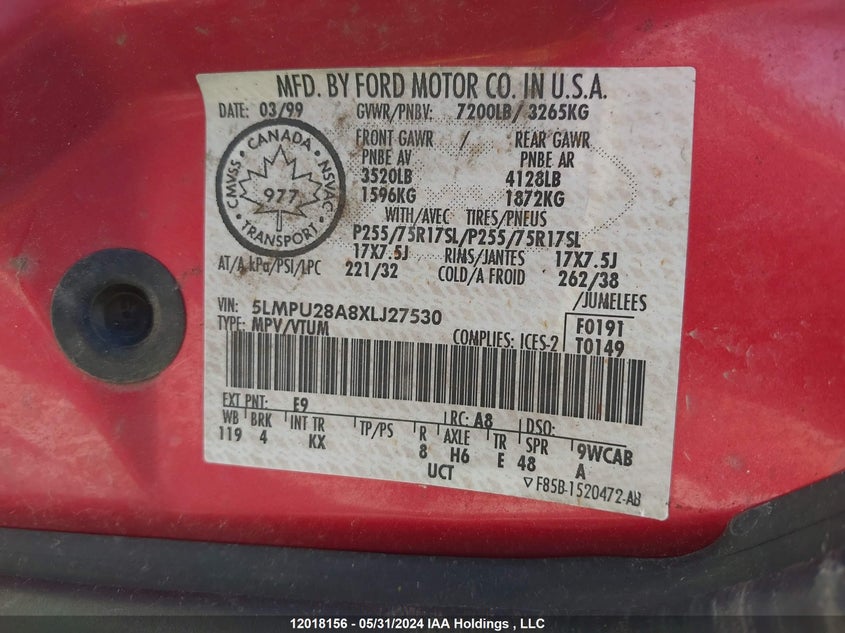 MFD. BY FORD MOTOR CO. IN U.S.A.
DATE: 03/99 GVWR/PNBV: 7200LB/ 3265KG
FRONT GAWR / REAR GAWR
PNBE AV PNBE AR
3520LB 4128LB
1596KG 1872KG
WITH/AVEC TIRES/PNEUS
P255/75R17SL/P255/75R17SL
17X7.5J RIMS/JANTES 17X7.5J
AT/A kPa/PSI/LPC 221/32 COLD/A FROID 262/38
CANADA
CMVSS NSVAC
977
TRANSPORT
/JUMELEES
VIN: 5LMPU28A8XLJ27530
TYPE: MPV/VTUM
COMPLIES: ICES-2
F0191
T0149
EXT PNT: E9 RC: A8 DSO:
WB BRK INT TR TP/PS R AXLE TR SPR 9WCAB
119 4 KX 8 H6 E 48 A
UCT
F85B-1520472-AB
12018156 - 05/31/2024 IAA Holdings , LLC